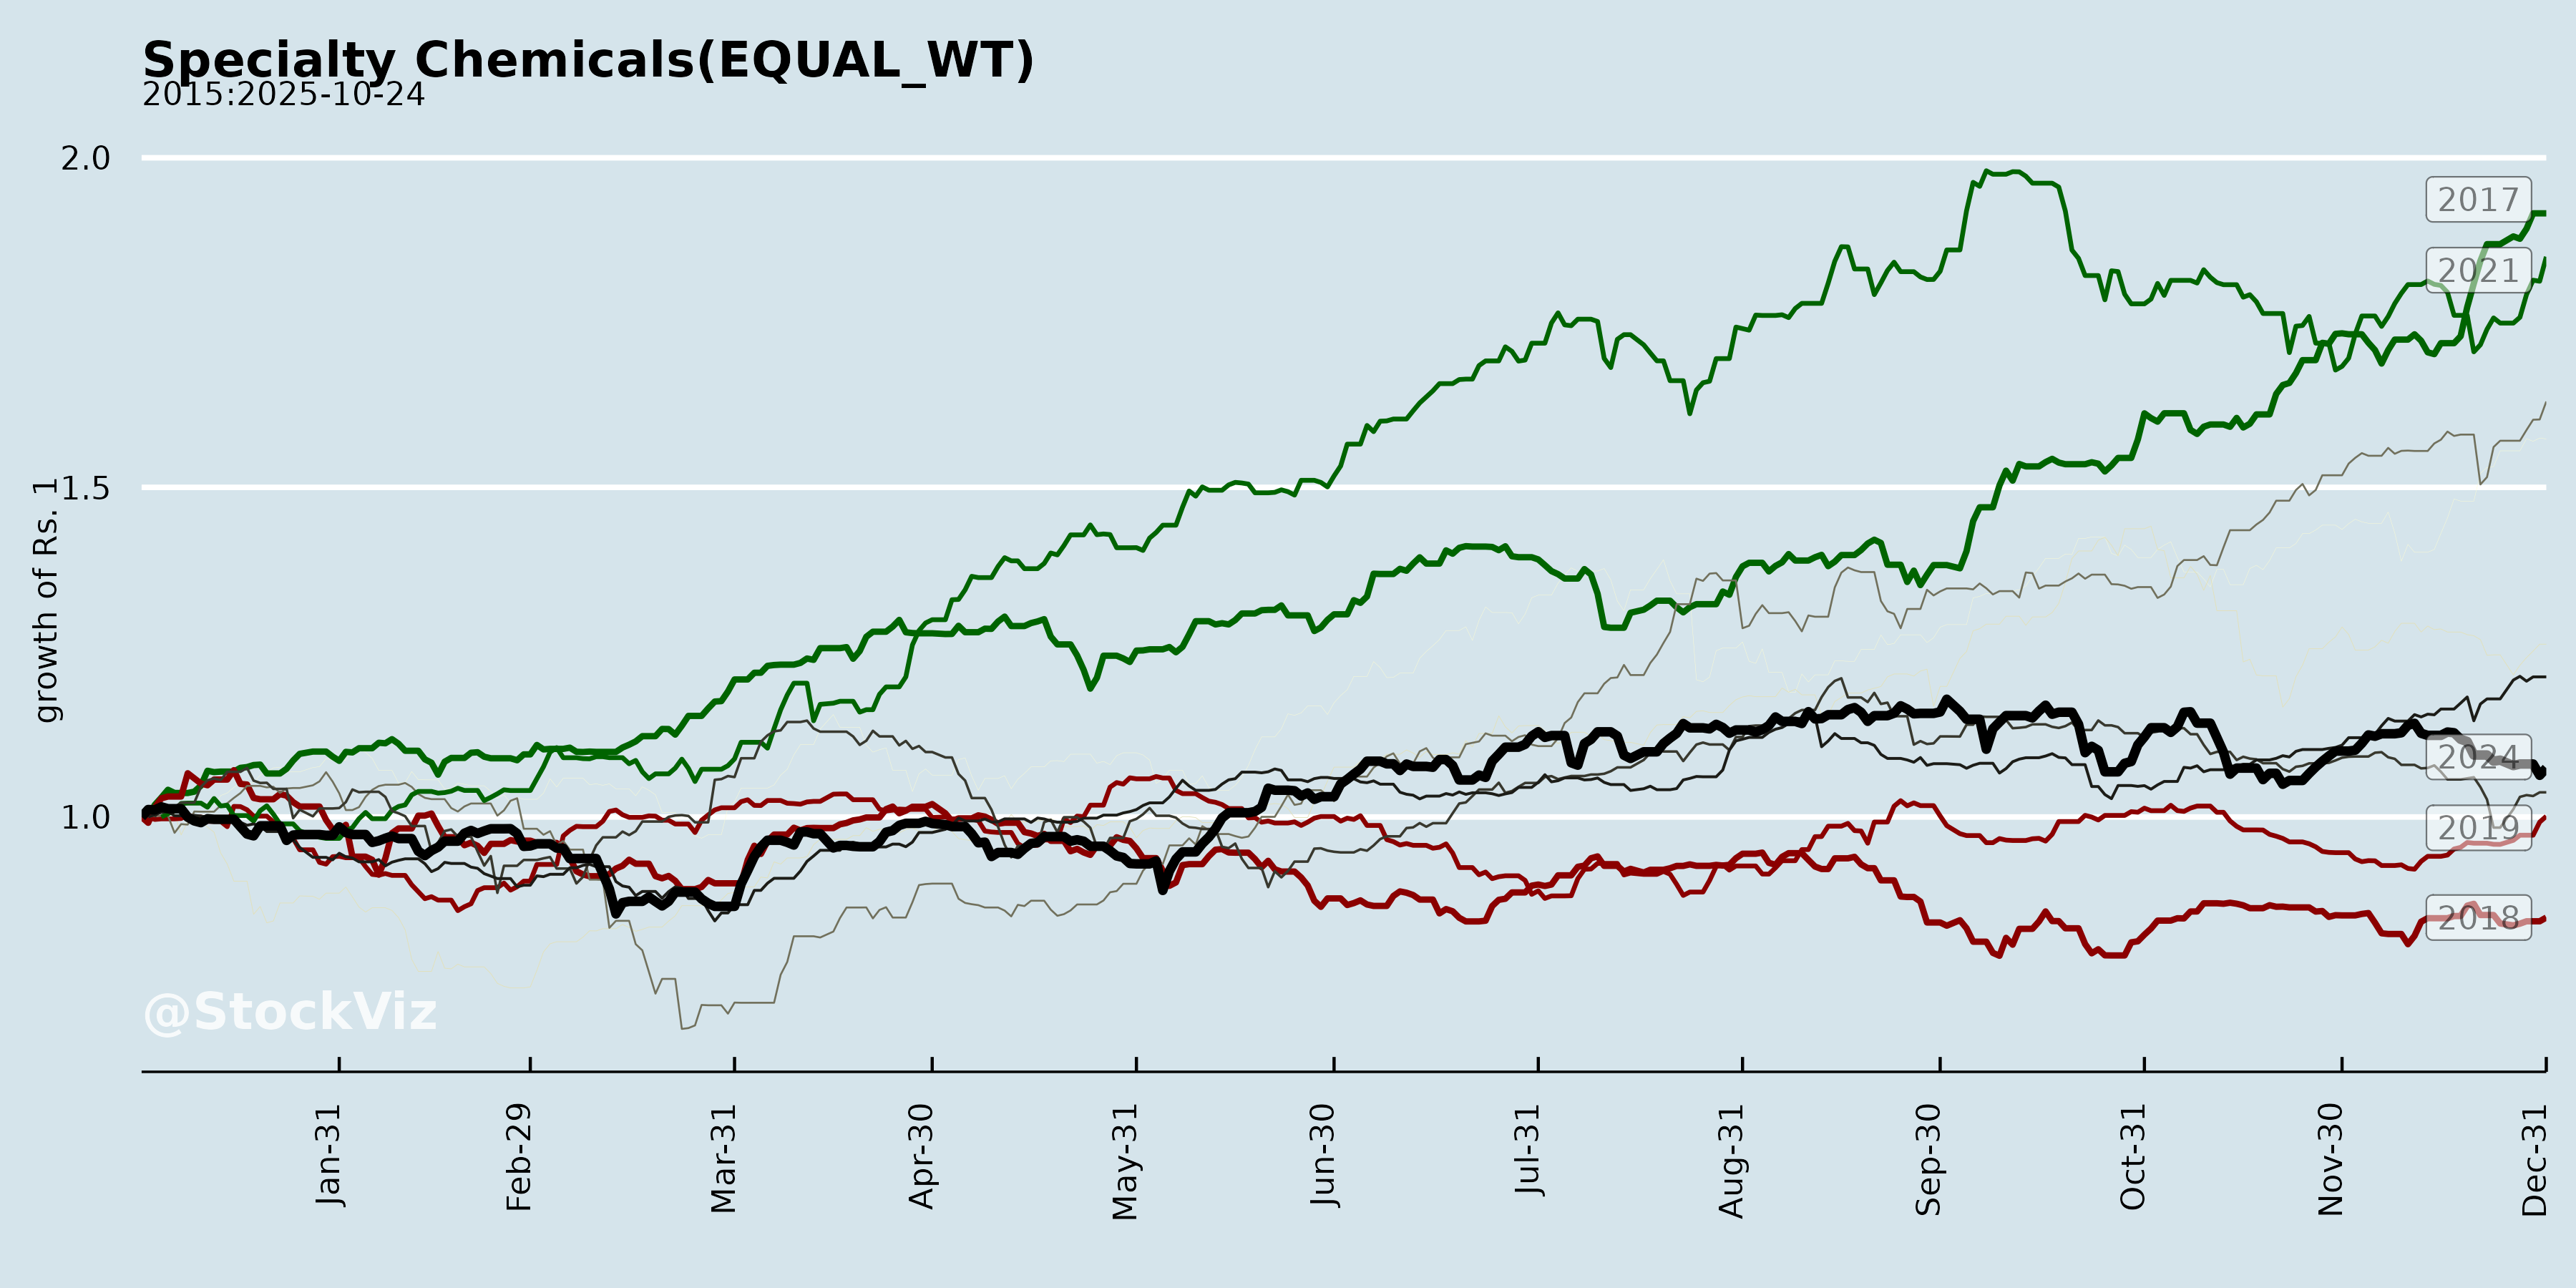 Specialty Chemicals(EQUAL_WT)
2015:2025-10-24
growth of Rs. 1
2.0
1.5
1.0
2017
2021
2024
2019
2018
@StockViz
Jan-31
Feb-29
Mar-31
Apr-30
May-31
Jun-30
Jul-31
Aug-31
Sep-30
Oct-31
Nov-30
Dec-31